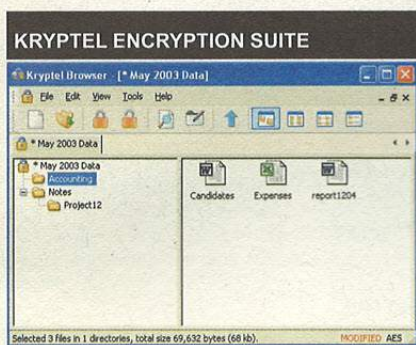 KRYPTEL ENCRYPTION SUITE
Kryptel Browser - [* May 2003 Data]
File Edit View Tools Help
* May 2003 Data
* May 2003 Data
Accounting
Notes
Project12
Candidates Expenses report1204
Selected 3 files in 1 directories, total size 69,632 bytes (68 kb). MODIFIED AES